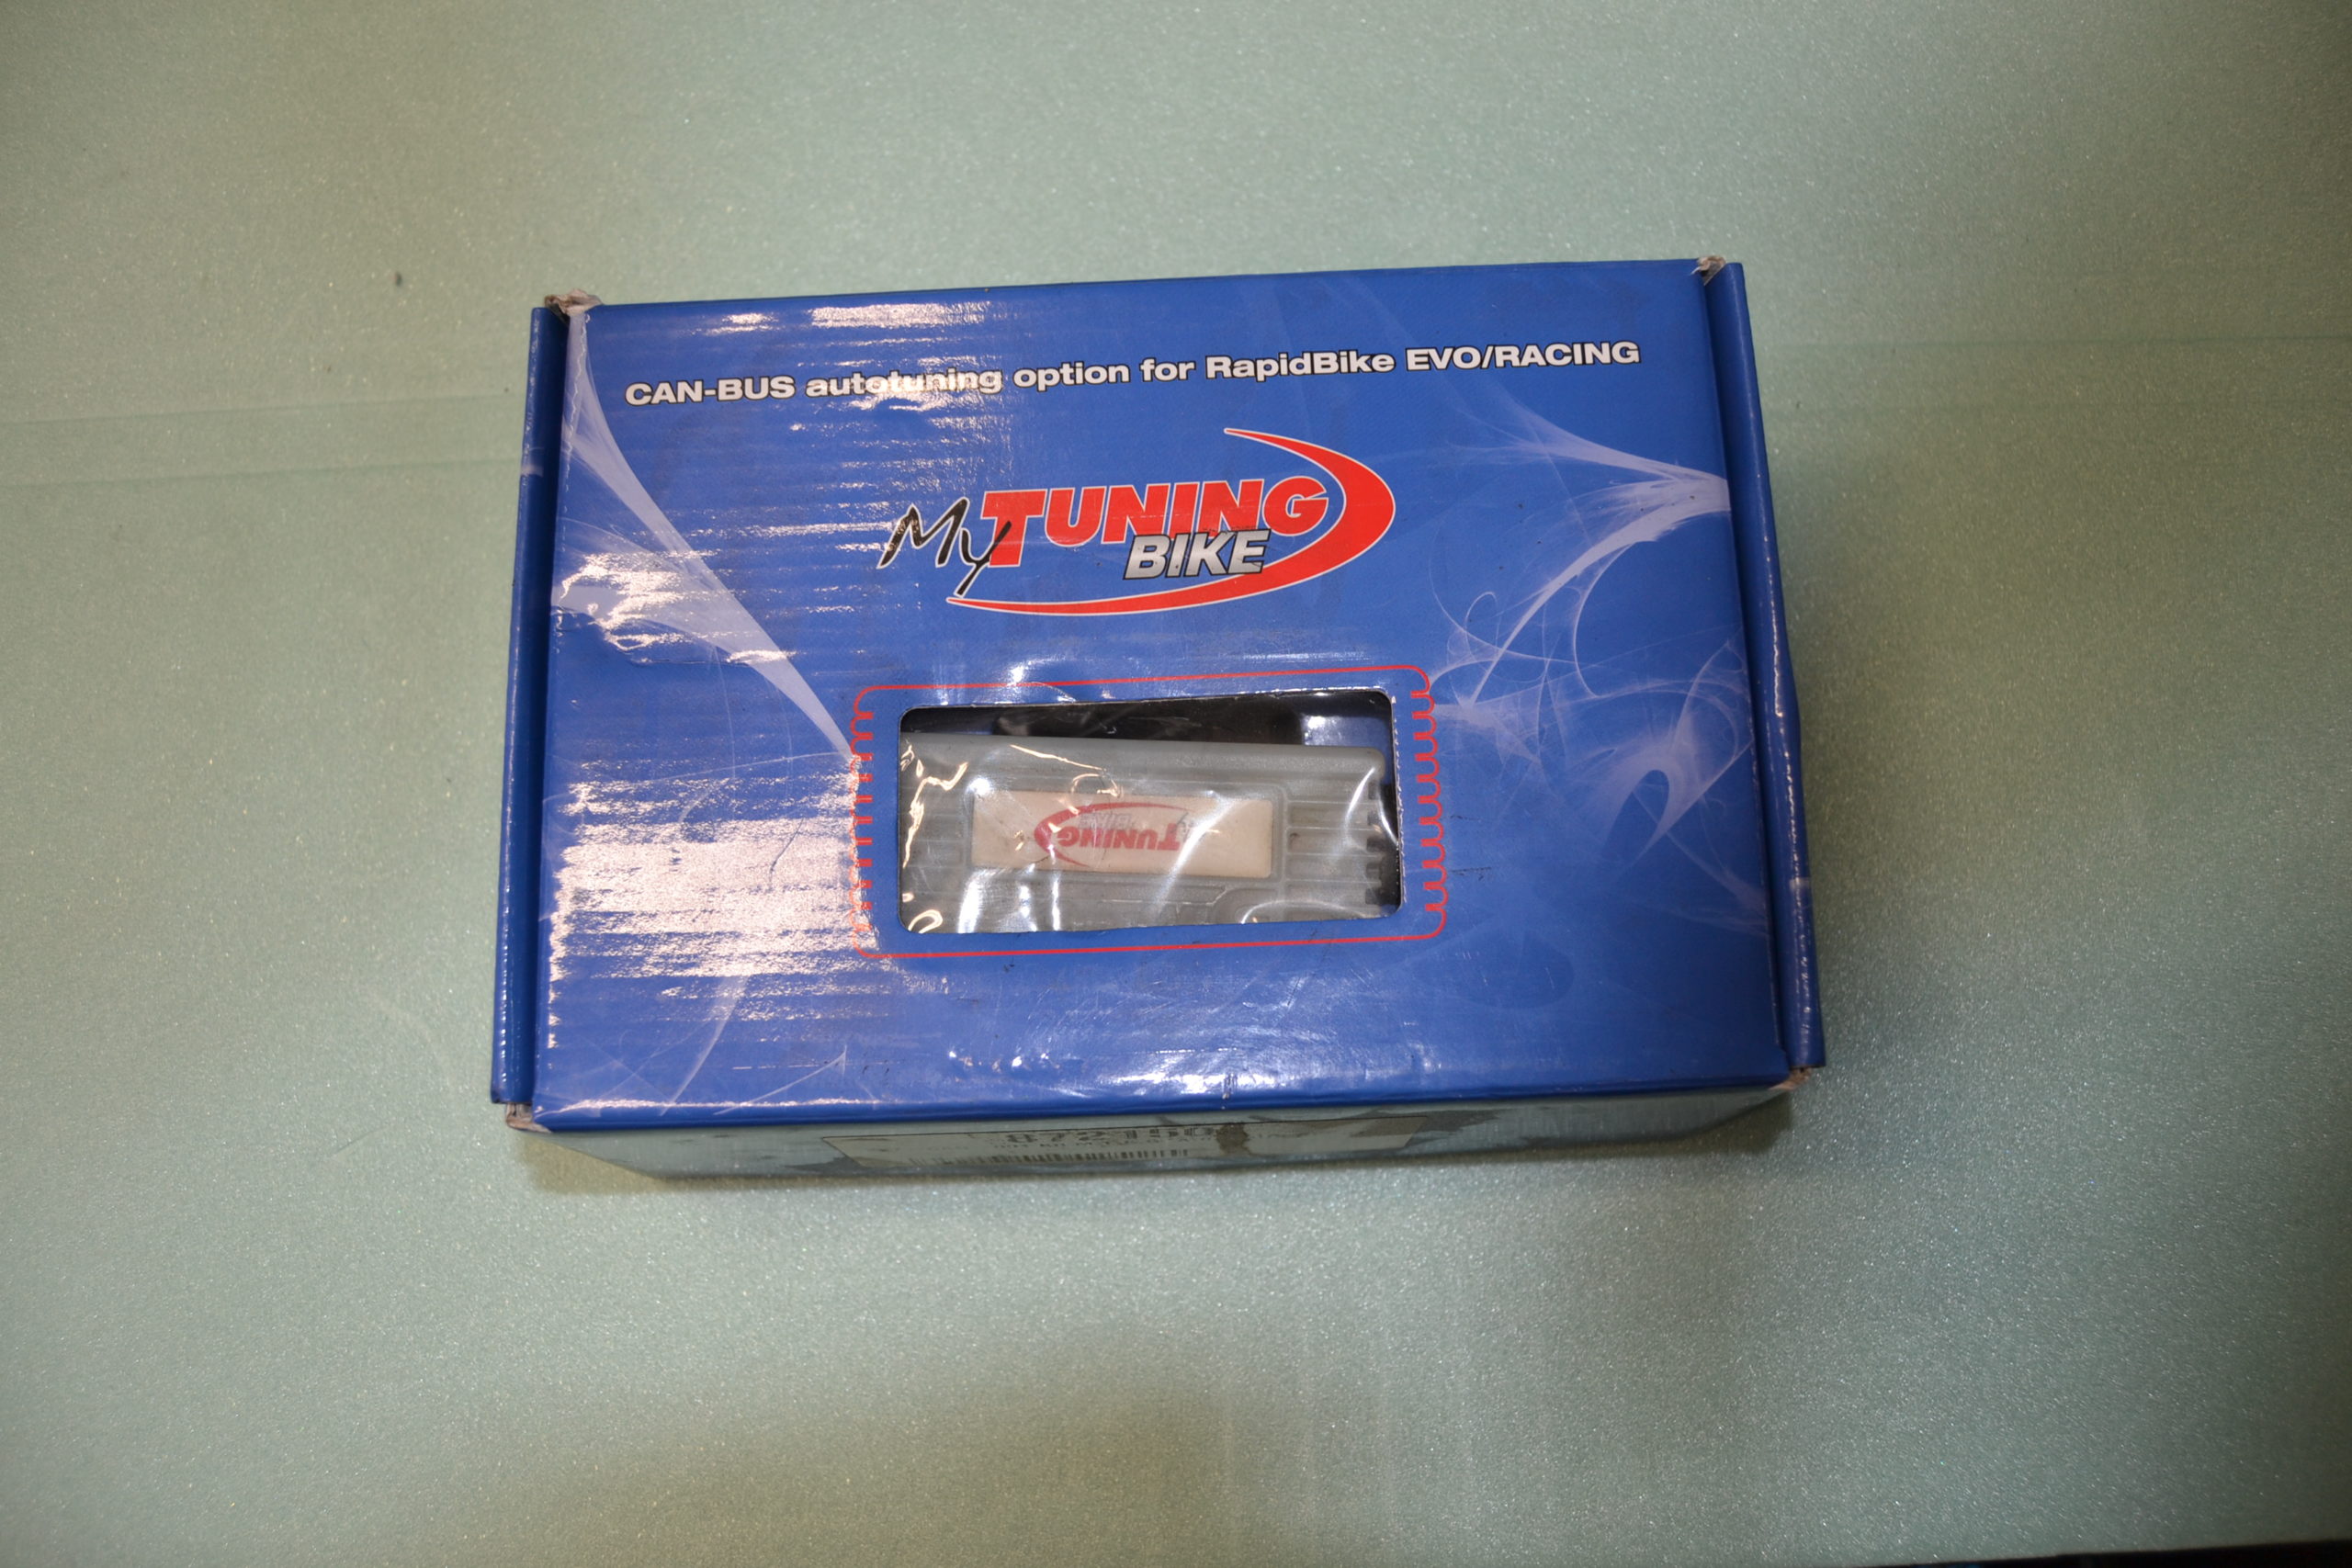 CAN-BUS autotuning option for RapidBike EVO/RACING
My TUNING
BIKE
TUNING